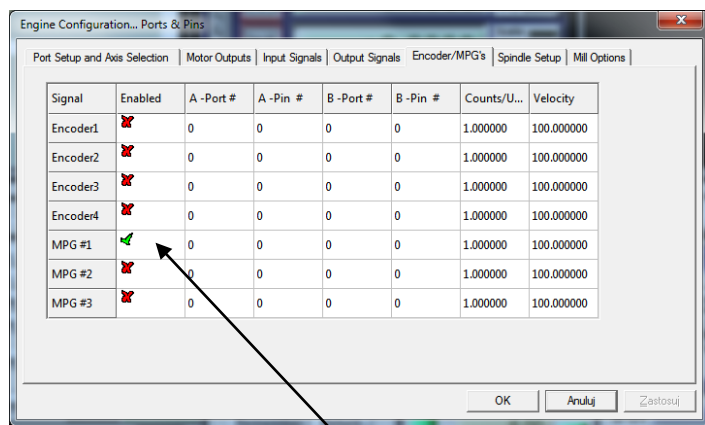 Engine Configuration... Ports & Pins
Port Setup and Axis Selection Motor Outputs Input Signals Output Signals Encoder/MPG's Spindle Setup Mill Options
Signal Enabled A -Port # A -Pin # B -Port # B -Pin # Counts/U... Velocity
Encoder1 0 0 0 0 1.000000 100.000000
Encoder2 0 0 0 0 1.000000 100.000000
Encoder3 0 0 0 0 1.000000 100.000000
Encoder4 0 0 0 0 1.000000 100.000000
MPG #1 0 0 0 0 1.000000 100.000000
MPG #2 0 0 0 0 1.000000 100.000000
MPG #3 0 0 0 0 1.000000 100.000000
OK Anuluj Zastosuj